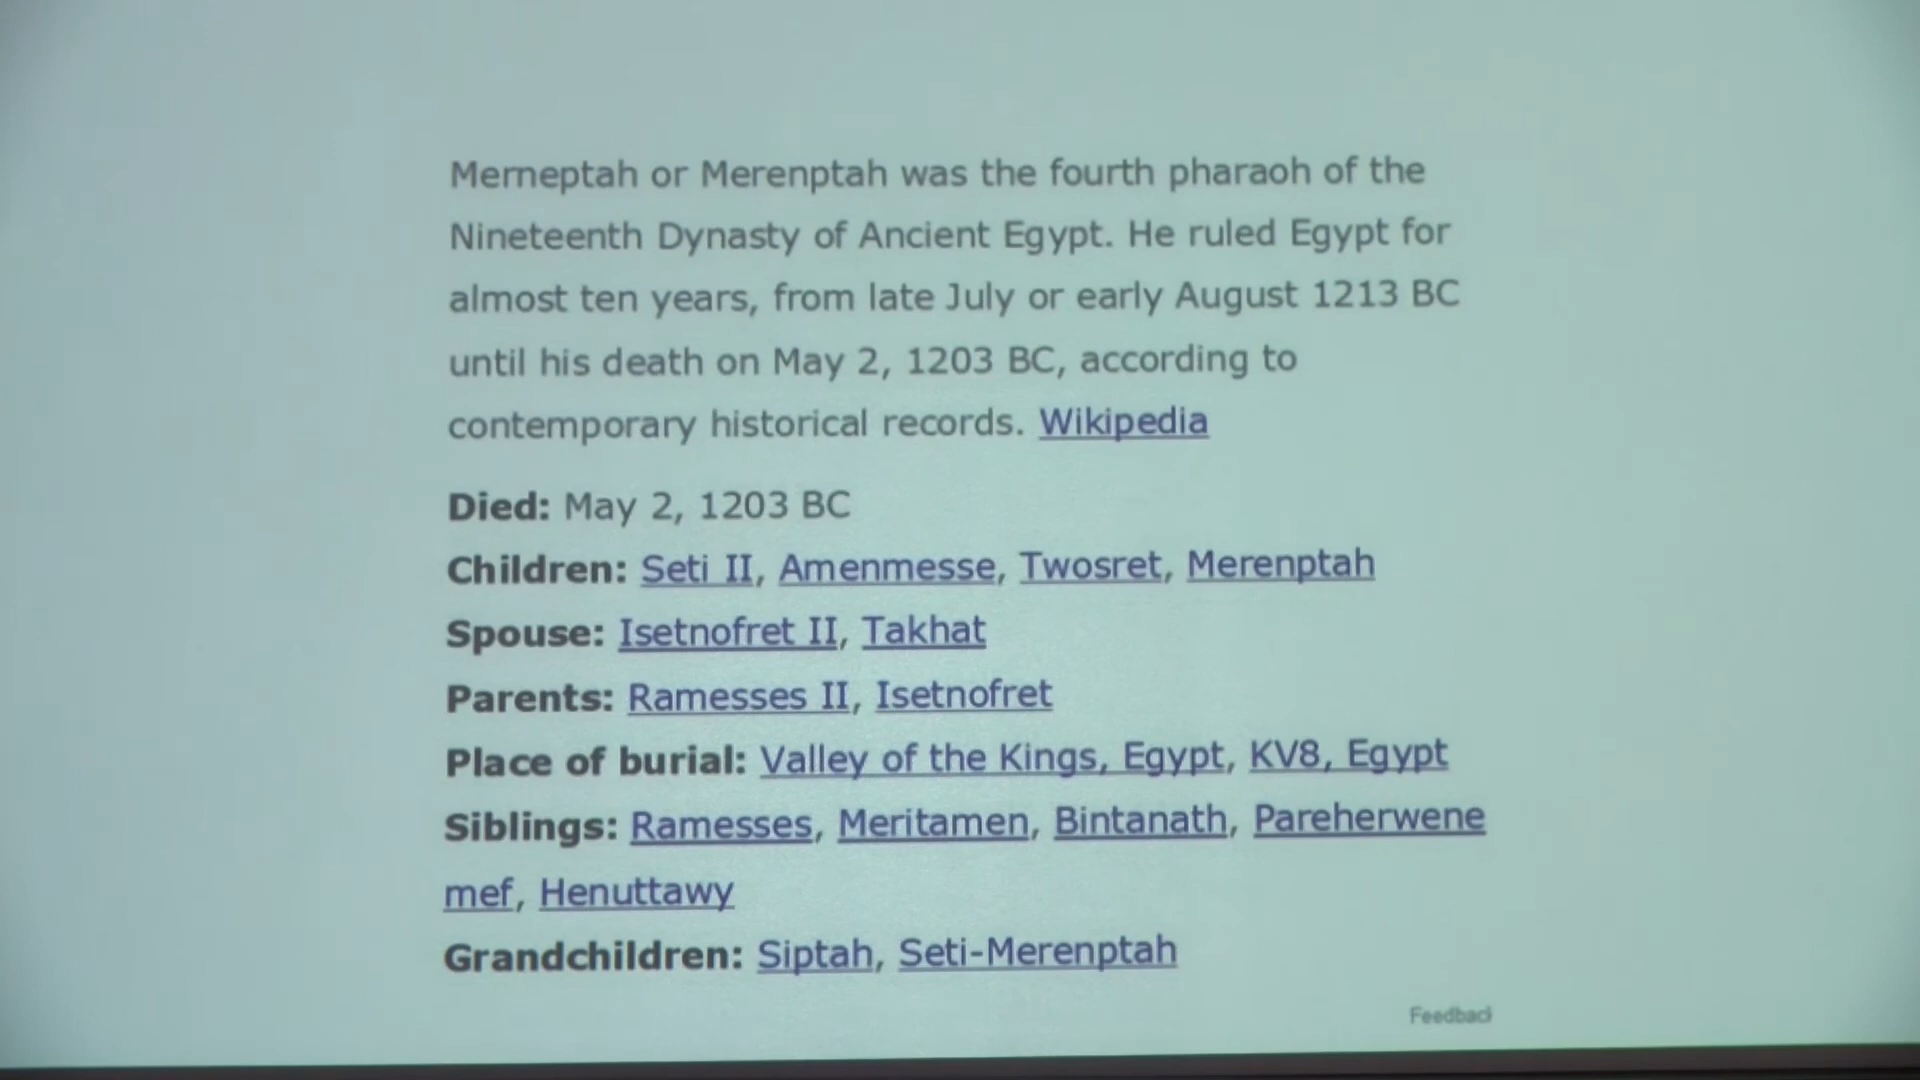 Merneptah or Merenptah was the fourth pharaoh of the
Nineteenth Dynasty of Ancient Egypt. He ruled Egypt for
almost ten years, from late July or early August 1213 BC
until his death on May 2, 1203 BC, according to
contemporary historical records. Wikipedia
Died: May 2, 1203 BC
Children: Seti II, Amenmesse, Twosret, Merenptah
Spouse: Isetnofret II, Takhat
Parents: Ramesses II, Isetnofret
Place of burial: Valley of the Kings, Egypt, KV8, Egypt
Siblings: Ramesses, Meritamen, Bintanath, Pareherwene
mef, Henuttawy
Grandchildren: Siptah, Seti-Merenptah
Feedback